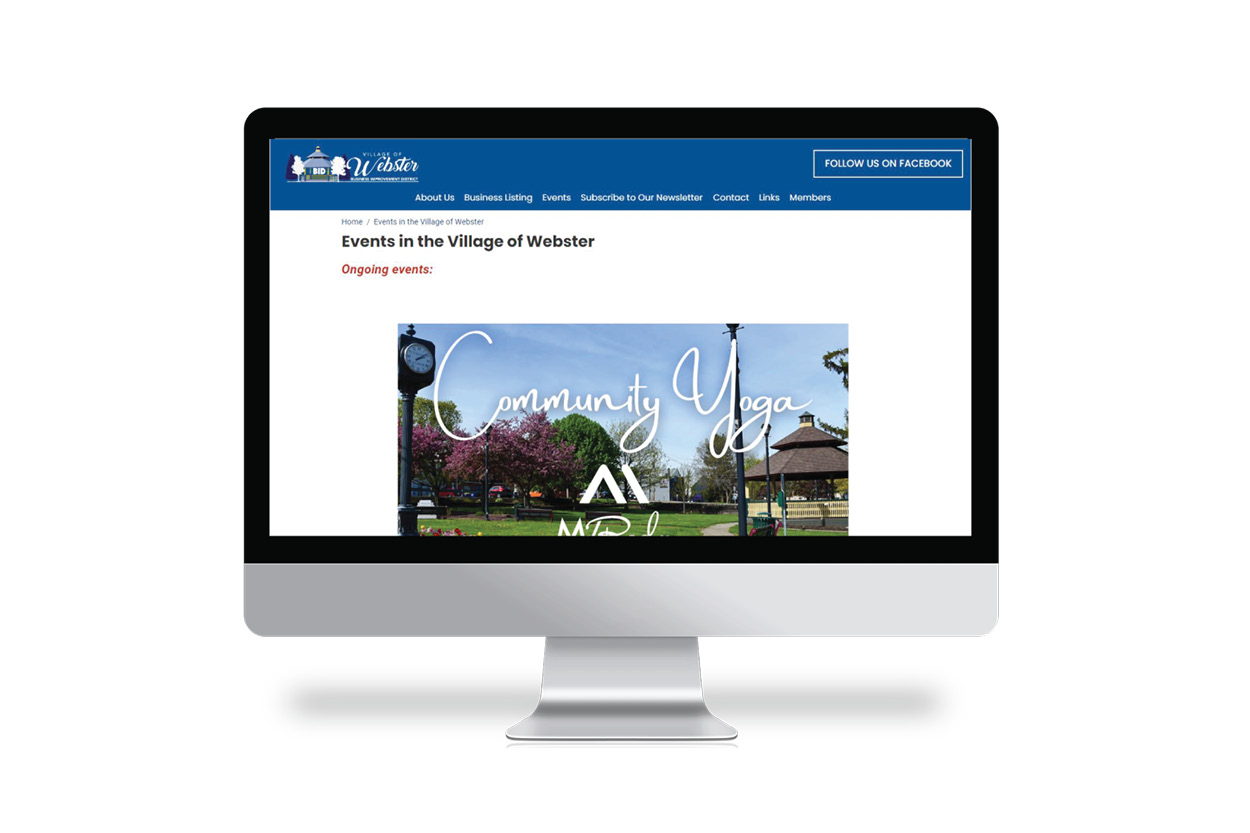 VILLAGE OF
Webster
BID
BUSINESS IMPROVEMENT DISTRICT
FOLLOW US ON FACEBOOK
About Us Business Listing Events Subscribe to Our Newsletter Contact Links Members
Home / Events in the Village of Webster
Events in the Village of Webster
Ongoing events:
Community Yoga